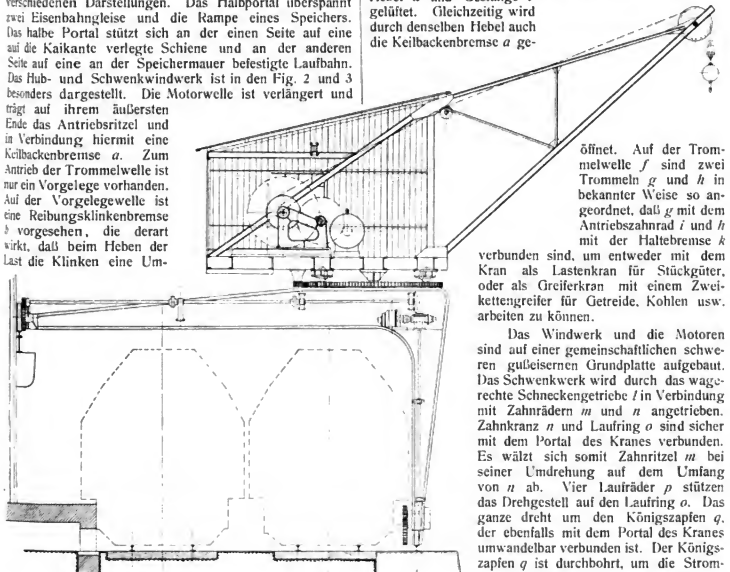 verschiedenen Darstellungen. Das Halbportal überspannt
zwei Eisenbahngleise und die Rampe eines Speichers.
Das halbe Portal stützt sich an der einen Seite auf eine
auf die Kaikante verlegte Schiene und an der anderen
Seite auf eine an der Speichermauer befestigte Laufbahn.
Das Hub- und Schwenkwindwerk ist in den Fig. 2 und 3
besonders dargestellt. Die Motorwelle ist verlängert und
trägt auf ihrem äußersten
Ende das Antriebsritzel und
in Verbindung hiermit eine
Keilbackenbremse a. Zum
Antrieb der Trommelwelle ist
nur ein Vorgelege vorhanden.
Auf der Vorgelegewelle ist
eine Reibungsklinkenbremse
b vorgesehen, die derart
wirkt, daß beim Heben der
Last die Klinken eine Um-
gelüftet. Gleichzeitig wird
durch denselben Hebel auch
die Keilbackenbremse a ge-
öffnet. Auf der Trom-
melwelle f sind zwei
Trommeln g und h in
bekannter Weise so an-
geordnet, daß g mit dem
Antriebszahnrad i und h
mit der Haltebremse k
verbunden sind, um entweder mit dem
Kran als Lastenkran für Stückgüter,
oder als Greiferkran mit einem Zwei-
kettengreifer für Getreide, Kohlen usw.
arbeiten zu können.
Das Windwerk und die Motoren
sind auf einer gemeinschaftlichen schwe-
ren gußeisernen Grundplatte aufgebaut.
Das Schwenkwerk wird durch das wage-
rechte Schneckengetriebe l in Verbindung
mit Zahnrädern m und n angetrieben.
Zahnkranz n und Laufring o sind sicher
mit dem Portal des Kranes verbunden.
Es wälzt sich somit Zahnritzel m bei
seiner Umdrehung auf dem Umfang
von n ab. Vier Laufräder p stützen
das Drehgestell auf den Laufring o. Das
ganze dreht um den Königszapfen q,
der ebenfalls mit dem Portal des Kranes
umwandelbar verbunden ist. Der Königs-
zapfen q ist durchbohrt, um die Strom-